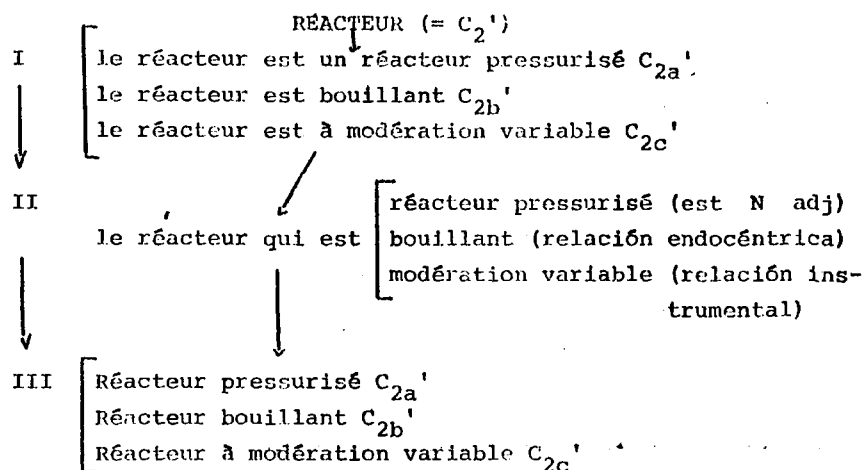 RÉACTEUR (= C2')
I le réacteur est un réacteur pressurisé C2a'
le réacteur est bouillant C2b'
le réacteur est à modération variable C2c'
II réacteur pressurisé (est N adj)
le réacteur qui est bouillant (relación endocéntrica)
modération variable (relación ins-
trumental)
III Réacteur pressurisé C2a'
Réacteur bouillant C2b'
Réacteur à modération variable C2c'